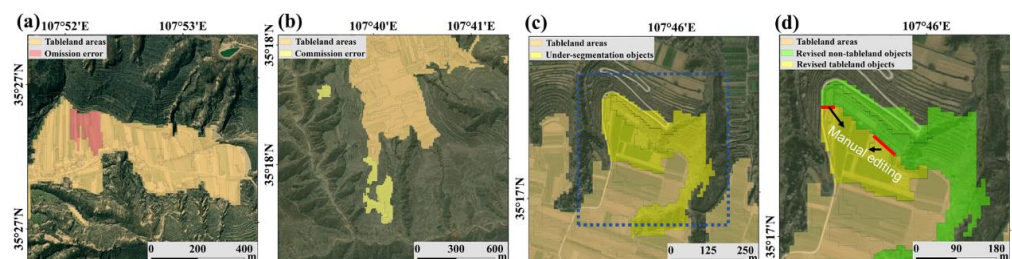 (a)
107°52'E
107°53'E
Tableland areas
Omission error
35°27'N
35°27'N
0
200
400
m
(b)
107°40'E
107°41'E
Tableland areas
Commission error
35°18'N
35°18'N
0
300
600
m
(c)
107°46'E
Tableland areas
Under-segmentation objects
35°17'N
0
125
250
m
(d)
107°46'E
Tableland areas
Revised non-tableland objects
Revised tableland objects
Manual editing
35°17'N
0
90
180
m